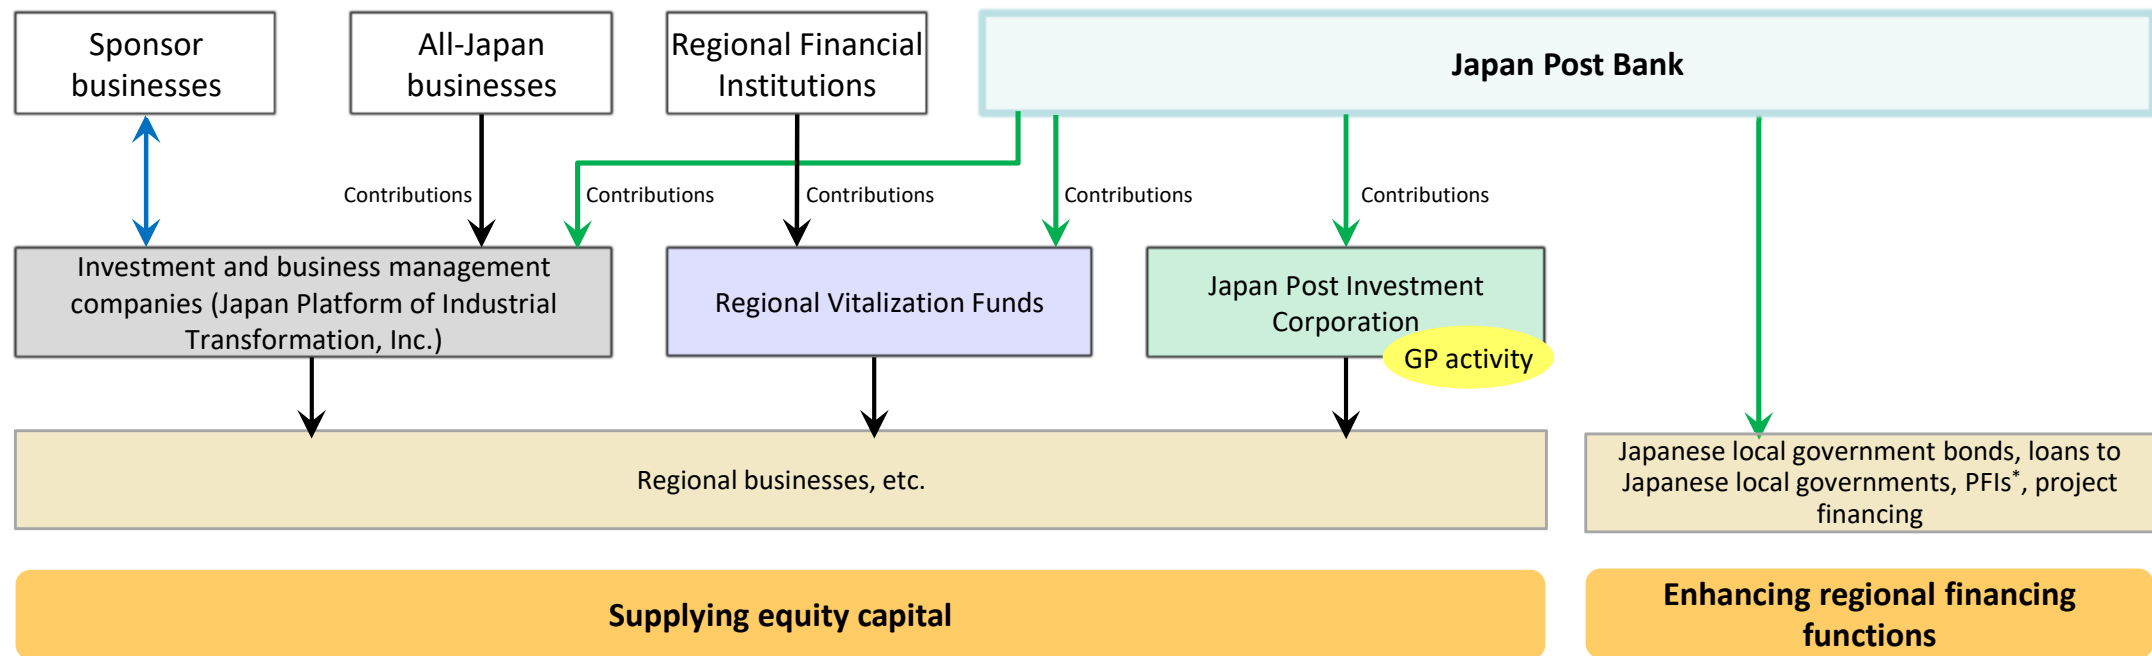 Sponsor
businesses
All-Japan
businesses
Regional Financial
Institutions
Japan Post Bank
Contributions
Contributions
Contributions
Contributions
Contributions
Investment and business management
companies (Japan Platform of Industrial
Transformation, Inc.)
Regional Vitalization Funds
Japan Post Investment
Corporation
GP activity
Regional businesses, etc.
Japanese local government bonds, loans to
Japanese local governments, PFIs*, project
financing
Supplying equity capital
Enhancing regional financing
functions